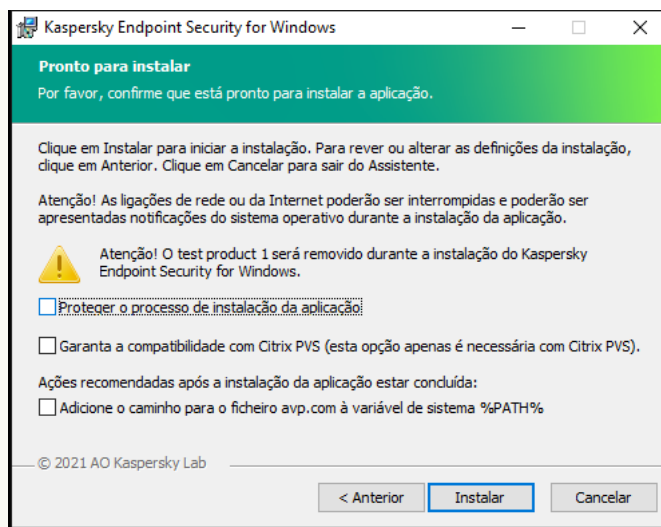 Kaspersky Endpoint Security for Windows
Pronto para instalar
Por favor, confirme que está pronto para instalar a aplicação.
Clique em Instalar para iniciar a instalação. Para rever ou alterar as definições da instalação,
clique em Anterior. Clique em Cancelar para sair do Assistente.
Atenção! As ligações de rede ou da Internet poderão ser interrompidas e poderão ser
apresentadas notificações do sistema operativo durante a instalação da aplicação.
Atenção! O test product 1 será removido durante a instalação do Kaspersky
Endpoint Security for Windows.
Proteger o processo de instalação da aplicação
Garanta a compatibilidade com Citrix PVS (esta opção apenas é necessária com Citrix PVS).
Ações recomendadas após a instalação da aplicação estar concluída:
Adicione o caminho para o ficheiro avp.com à variável de sistema %PATH%
© 2021 AO Kaspersky Lab
< Anterior Instalar Cancelar